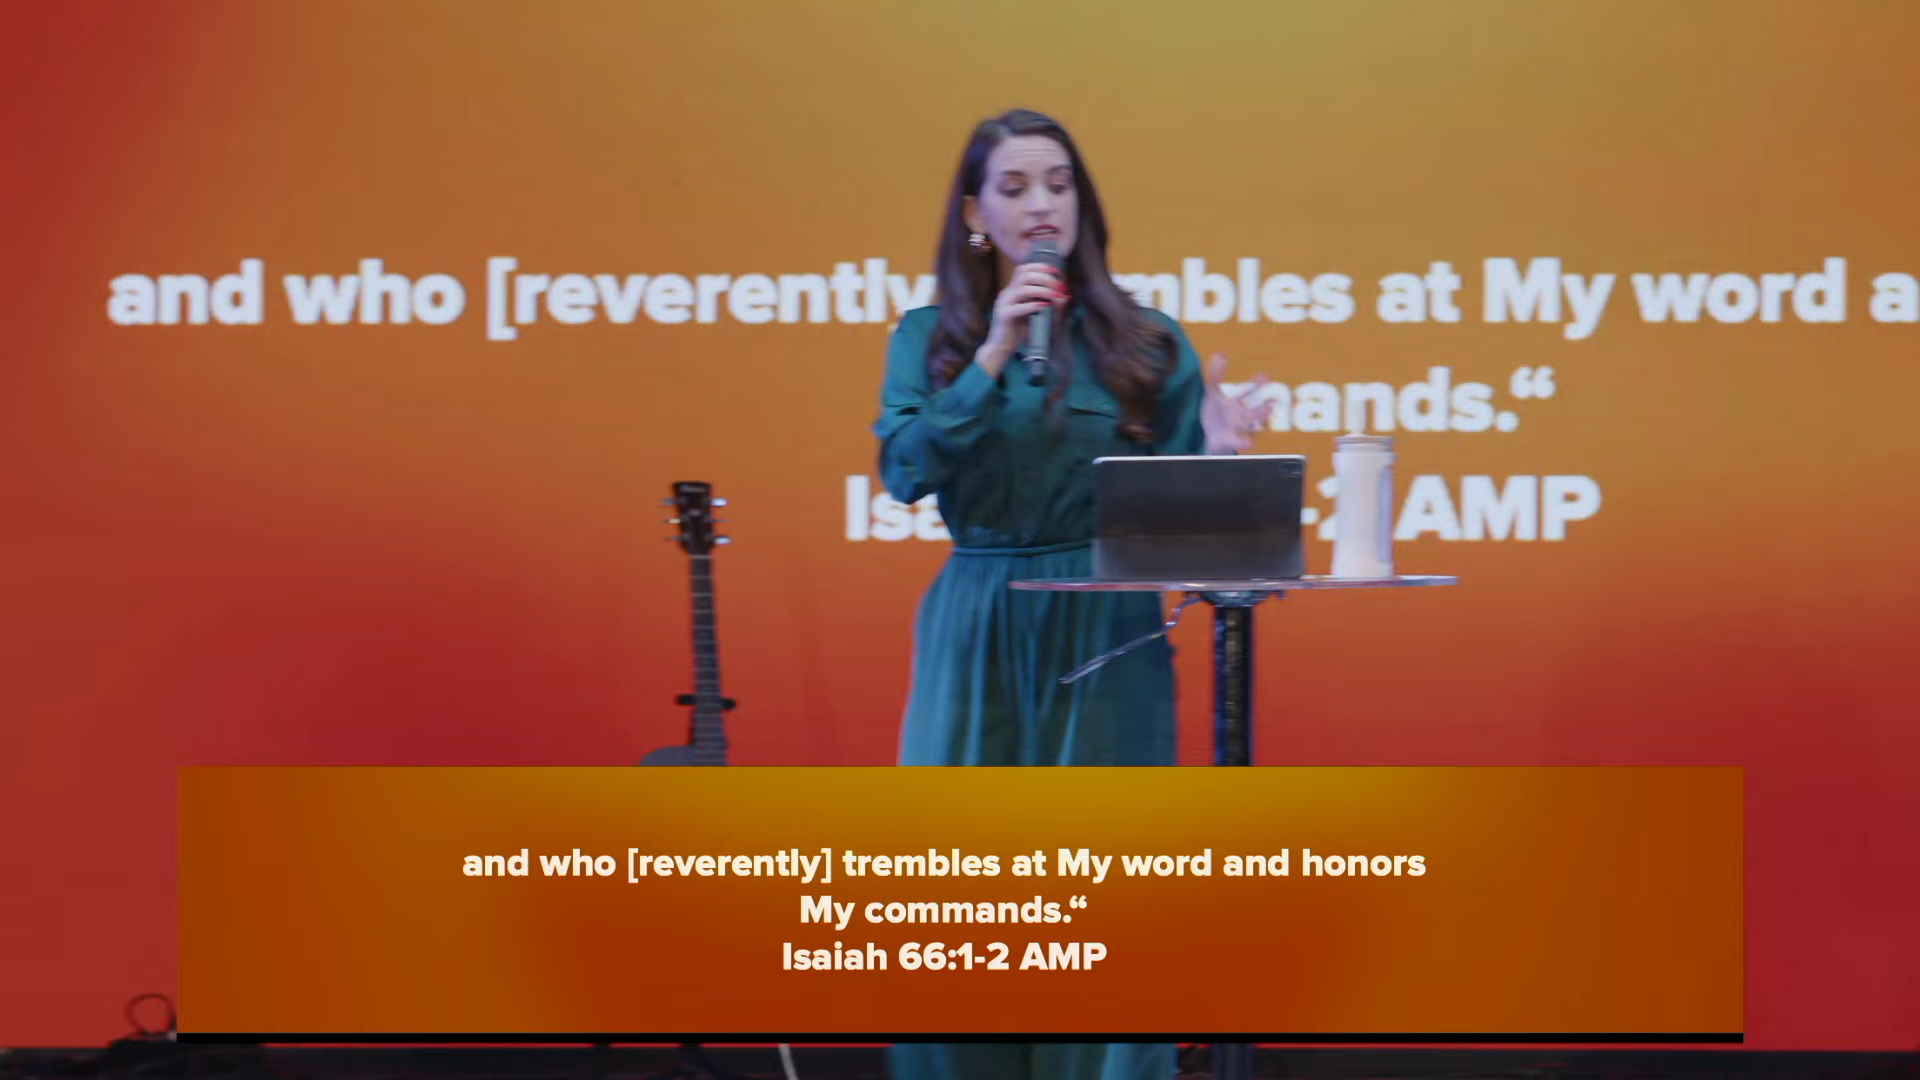 and who [reverently mbles at My word a
mands.“
Isa -2 AMP
and who [reverently] trembles at My word and honors
My commands.“
Isaiah 66:1-2 AMP